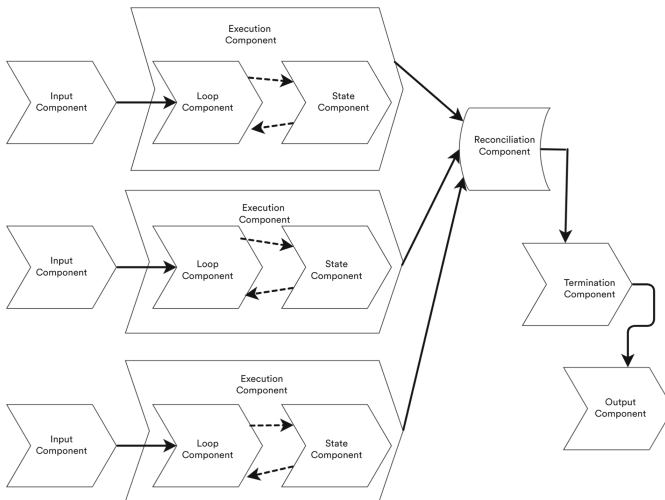 Execution
Component
Input
Component
Loop
Component
State
Component
Reconciliation
Component
Execution
Component
Input
Component
Loop
Component
State
Component
Termination
Component
Execution
Component
Input
Component
Loop
Component
State
Component
Output
Component